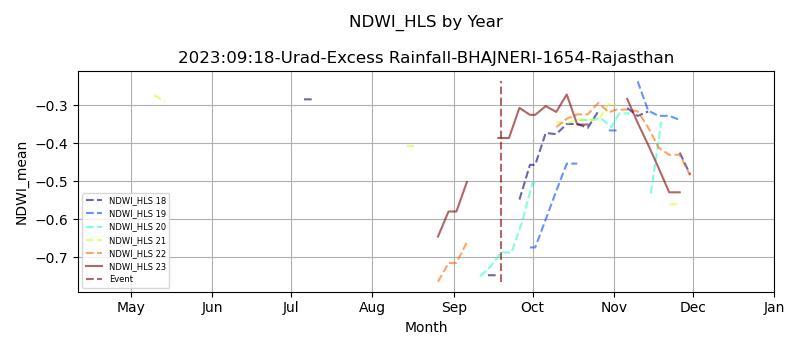 NDWI_HLS by Year
2023:09:18-Urad-Excess Rainfall-BHAJNERI-1654-Rajasthan
NDWI_mean
−0.3
−0.4
−0.5
−0.6
−0.7
NDWI_HLS 18
NDWI_HLS 19
NDWI_HLS 20
NDWI_HLS 21
NDWI_HLS 22
NDWI_HLS 23
Event
May Jun Jul Aug Sep Oct Nov Dec Jan
Month